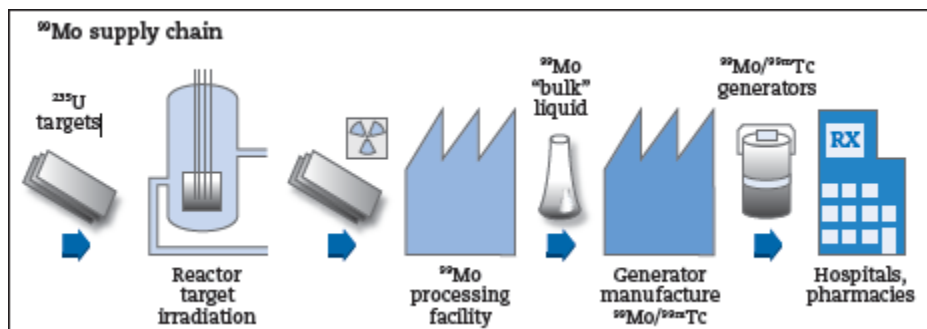 ⁹⁹Mo supply chain
²³⁵U
targets
Reactor
target
irradiation
⁹⁹Mo
processing
facility
⁹⁹Mo
“bulk”
liquid
Generator
manufacture
⁹⁹Mo/⁹⁹ᵐTc
⁹⁹Mo/⁹⁹ᵐTc
generators
RX
Hospitals,
pharmacies